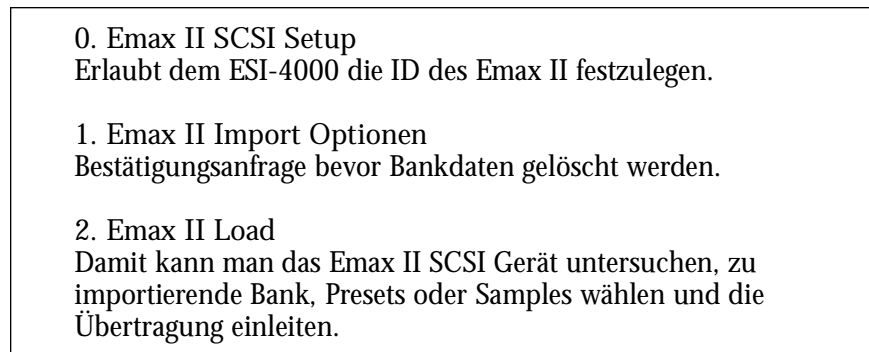 0. Emax II SCSI Setup
Erlaubt dem ESI-4000 die ID des Emax II festzulegen.
1. Emax II Import Optionen
Bestätigungsanfrage bevor Bankdaten gelöscht werden.
2. Emax II Load
Damit kann man das Emax II SCSI Gerät untersuchen, zu
importierende Bank, Presets oder Samples wählen und die
Übertragung einleiten.